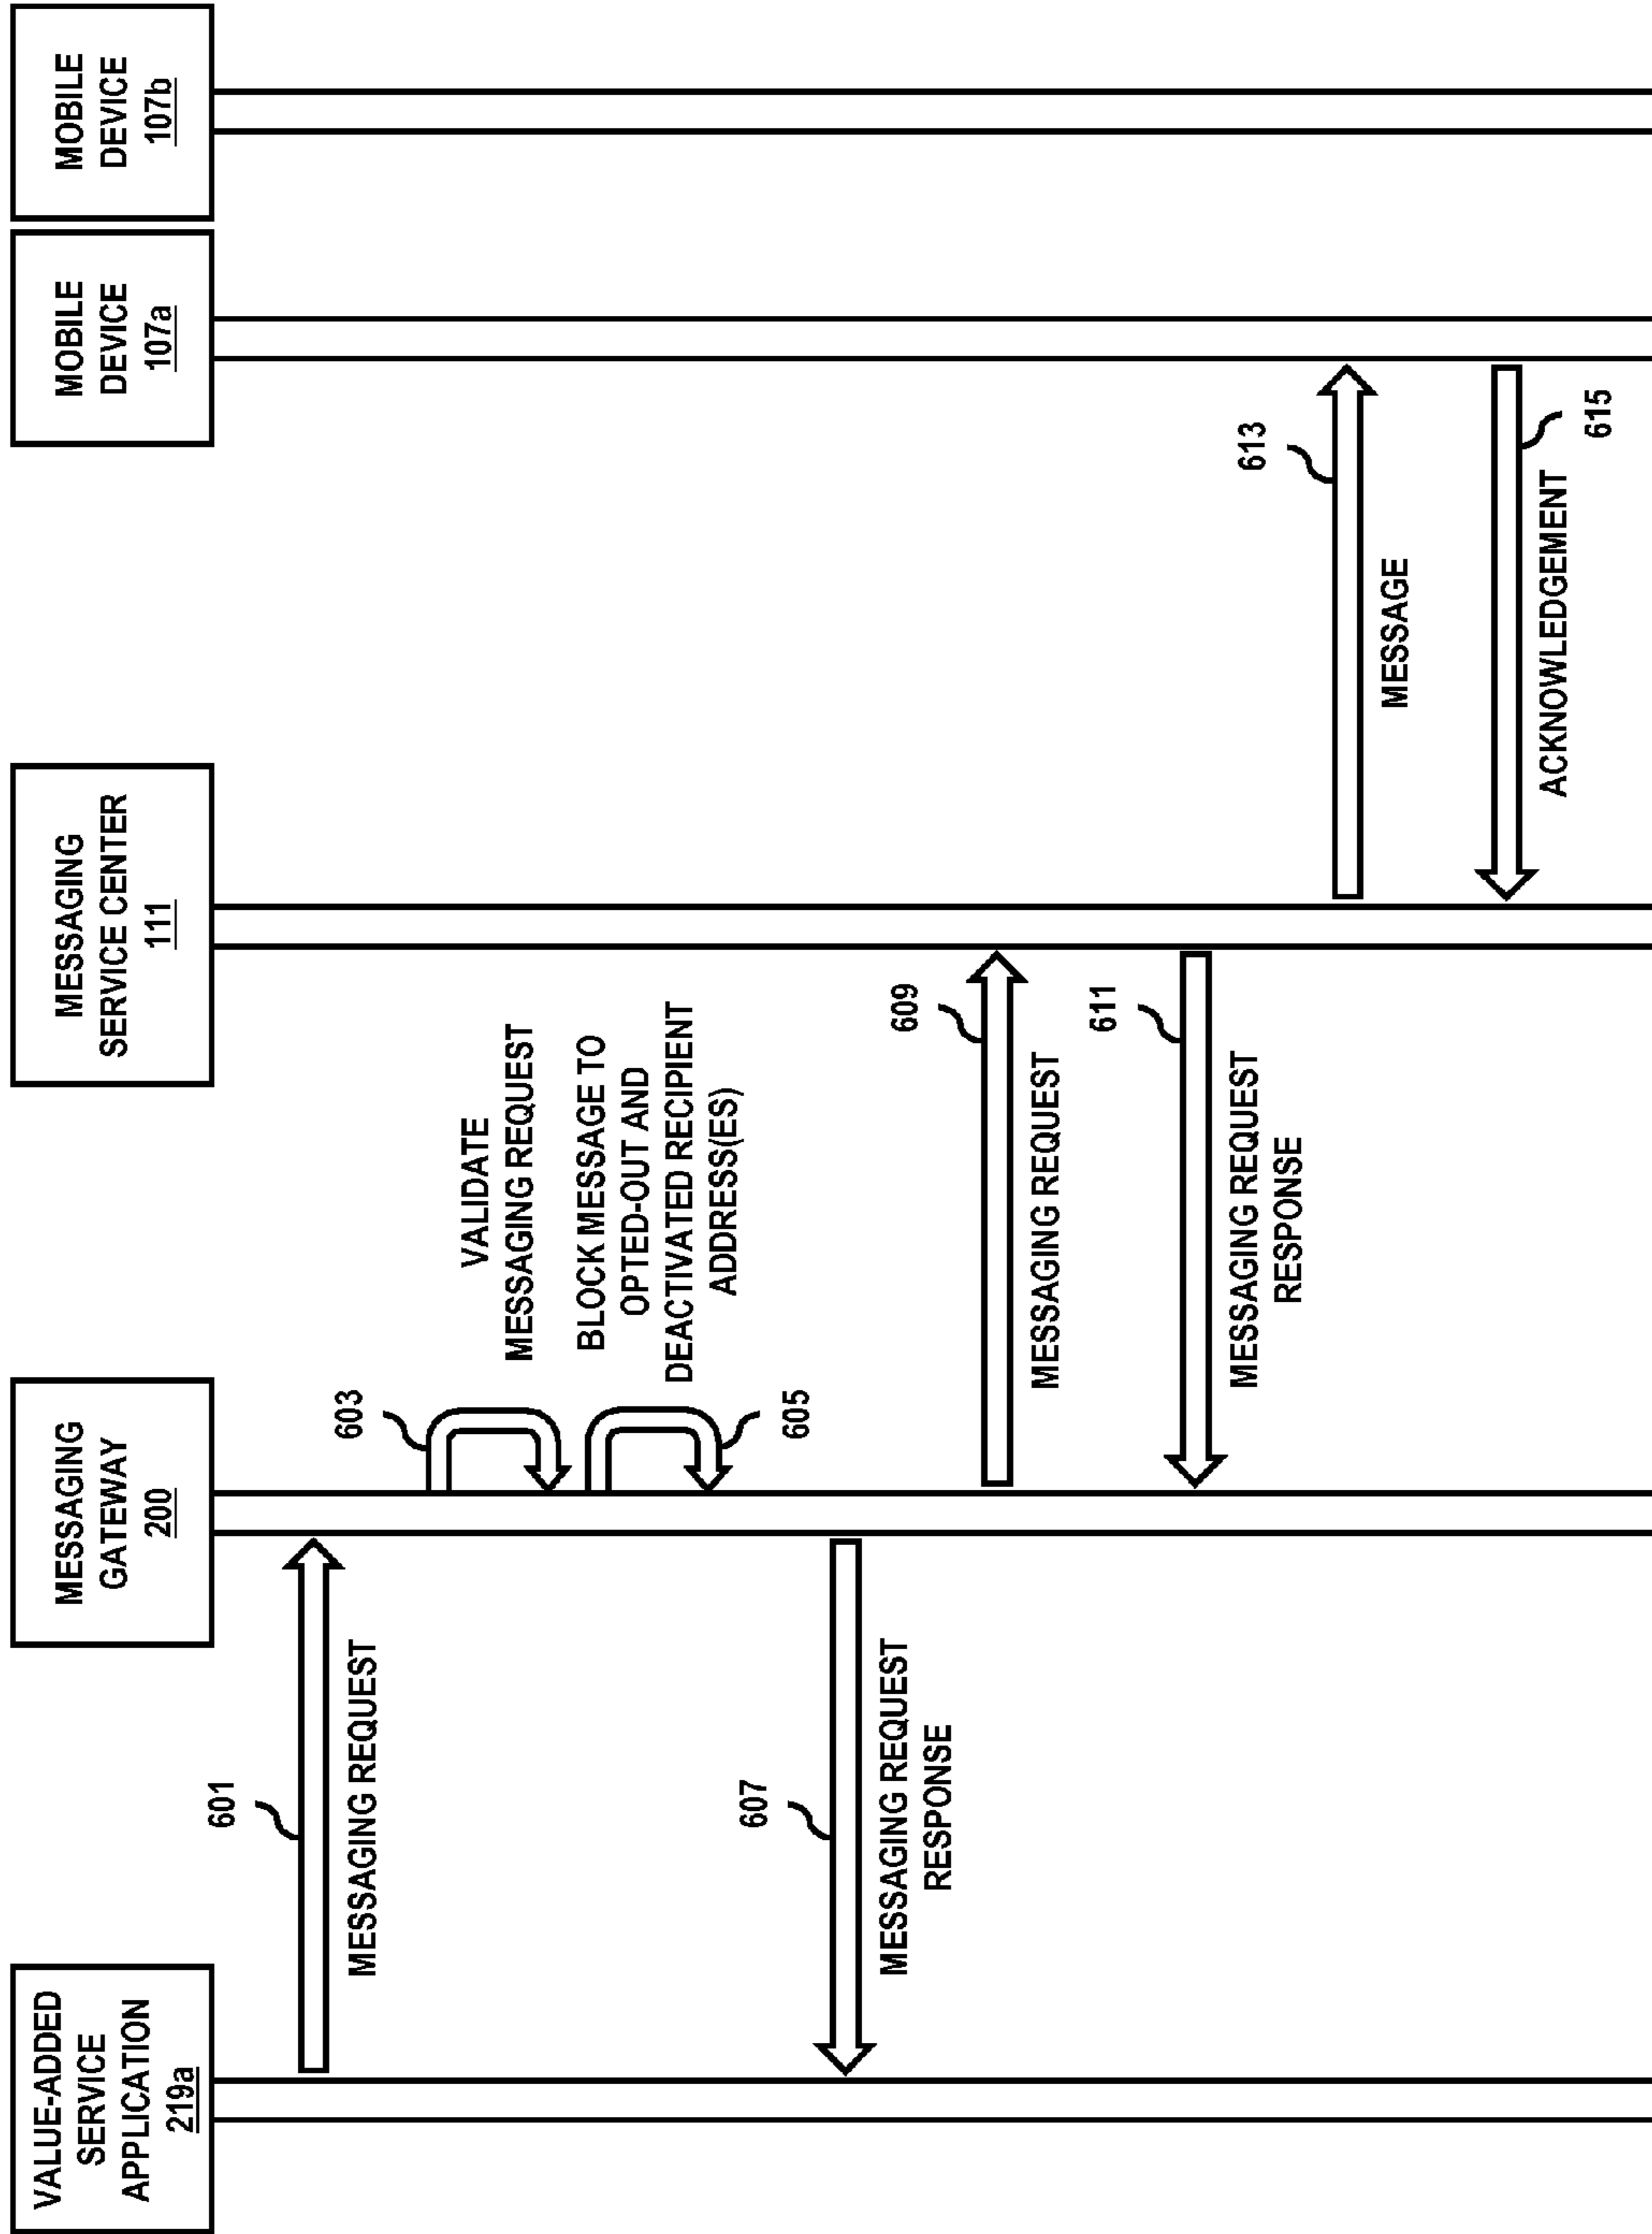 VALUE-ADDED
SERVICE
APPLICATION
219a
MESSAGING
GATEWAY
200
MESSAGING
SERVICE CENTER
111
MOBILE
DEVICE
107a
MOBILE
DEVICE
107b
601
MESSAGING REQUEST
603
VALIDATE
MESSAGING REQUEST
BLOCK MESSAGE TO
OPTED-OUT AND
DEACTIVATED RECIPIENT
ADDRESS(ES)
605
607
MESSAGING REQUEST
RESPONSE
609
MESSAGING REQUEST
611
MESSAGING REQUEST
RESPONSE
613
MESSAGE
615
ACKNOWLEDGEMENT